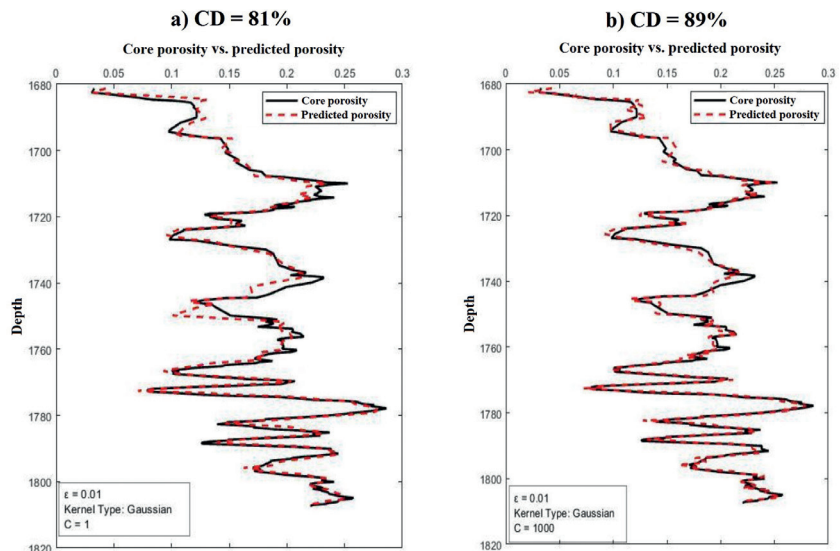 a) CD = 81%
Core porosity vs. predicted porosity
0 0.05 0.1 0.15 0.2 0.25 0.3
1680
Core porosity
Predicted porosity
1700
1720
1740
Depth
1760
1780
1800
ε = 0.01
Kernel Type: Gaussian
C = 1
1820
b) CD = 89%
Core porosity vs. predicted porosity
0 0.05 0.1 0.15 0.2 0.25 0.3
1680
Core porosity
Predicted porosity
1700
1720
1740
Depth
1760
1780
1800
ε = 0.01
Kernel Type: Gaussian
C = 1000
1820